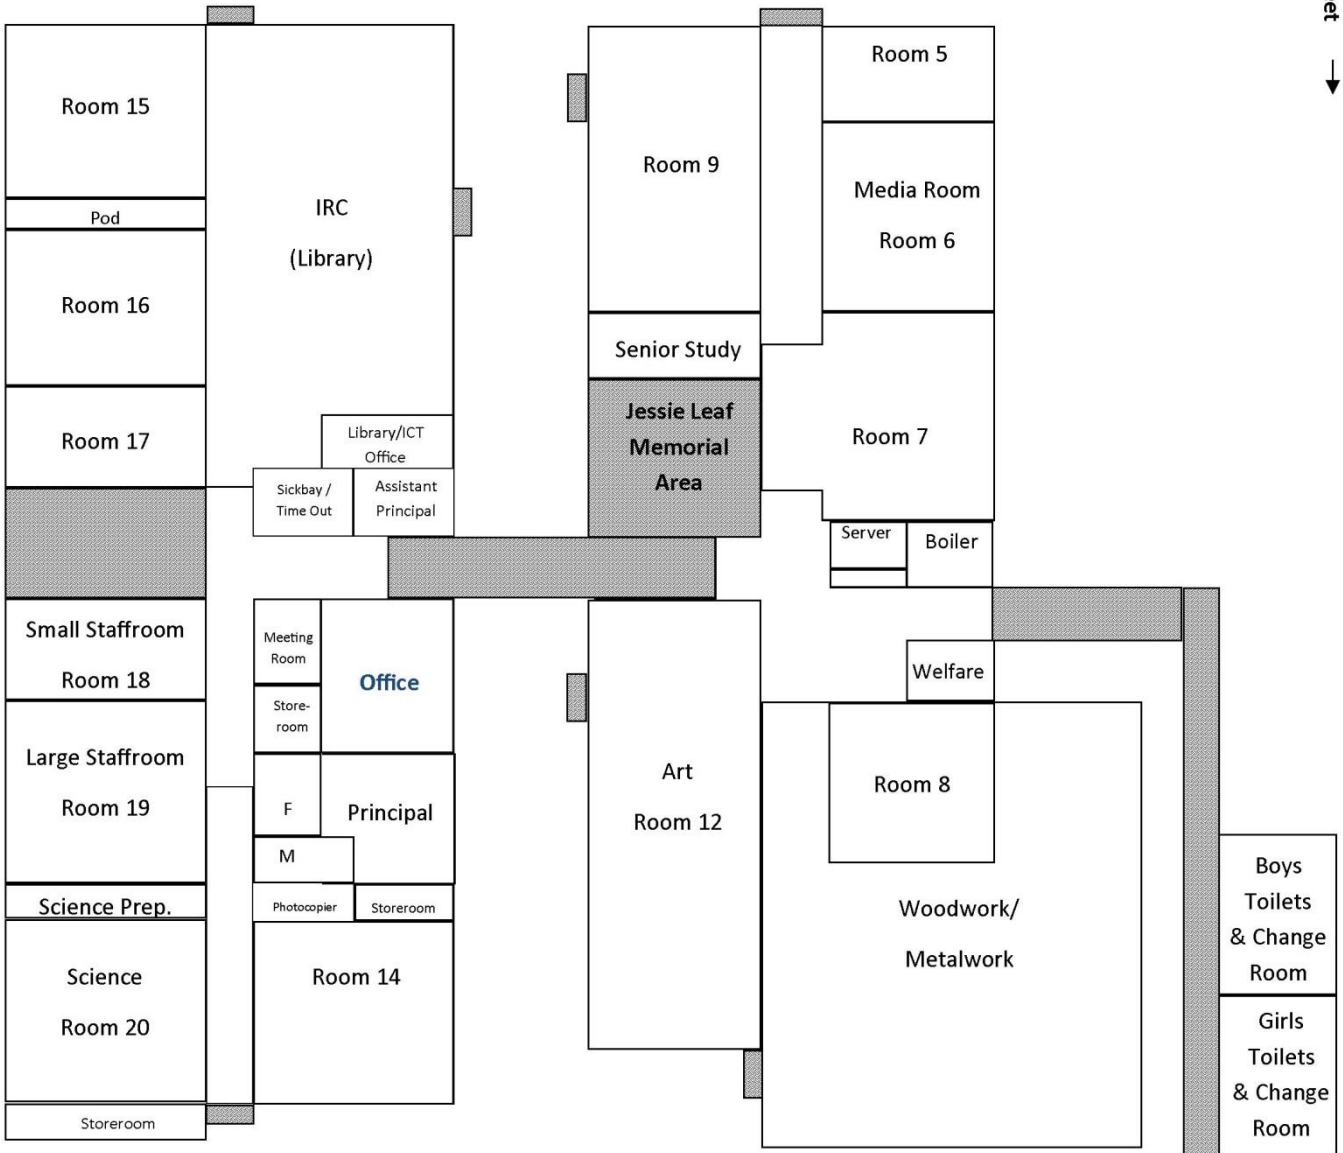 et
Room 15
Pod
Room 16
Room 17
IRC
(Library)
Library/ICT
Office
Sickbay /
Time Out
Assistant
Principal
Small Staffroom
Room 18
Large Staffroom
Room 19
Science Prep.
Science
Room 20
Storeroom
Meeting
Room
Office
Store-
room
F
Principal
M
Photocopier
Storeroom
Room 14
Room 9
Senior Study
Jessie Leaf
Memorial
Area
Room 5
Media Room
Room 6
Room 7
Server
Boiler
Welfare
Art
Room 12
Room 8
Woodwork/
Metalwork
Boys
Toilets
& Change
Room
Girls
Toilets
& Change
Room